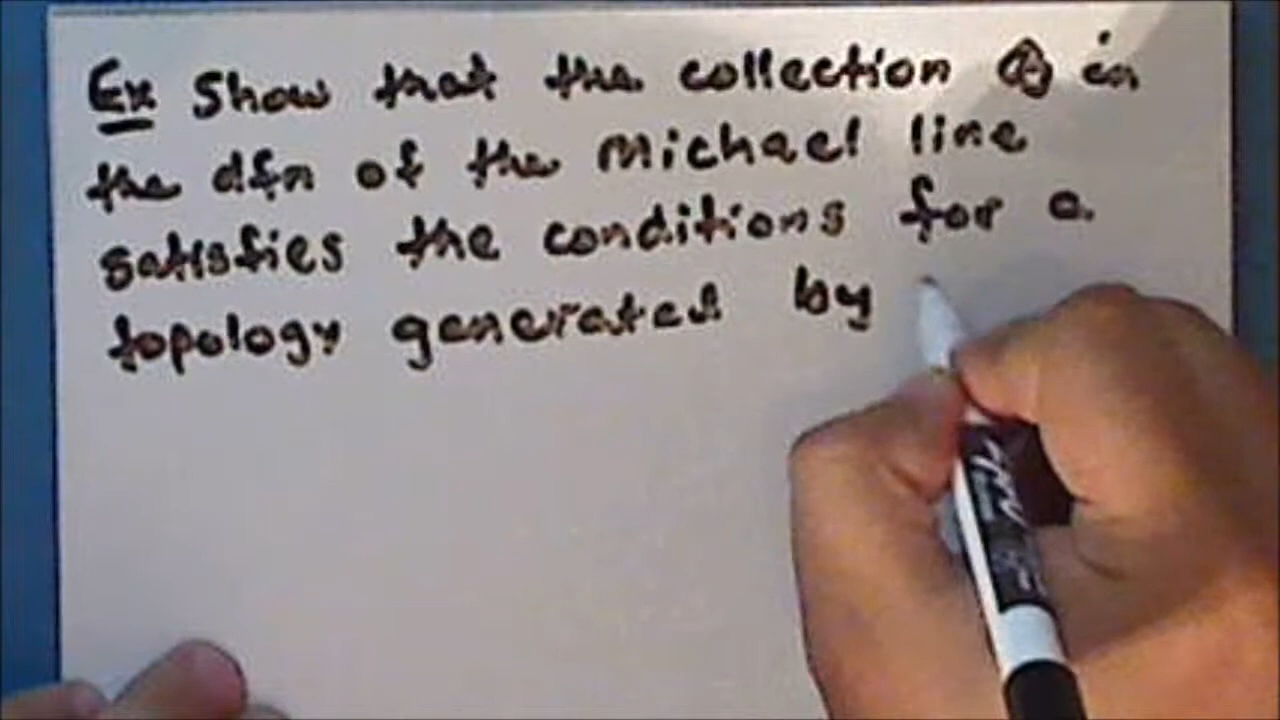 Ex Show that the collection ℬ in
the dfn of the Michael line
satisfies the conditions for a
topology generated by